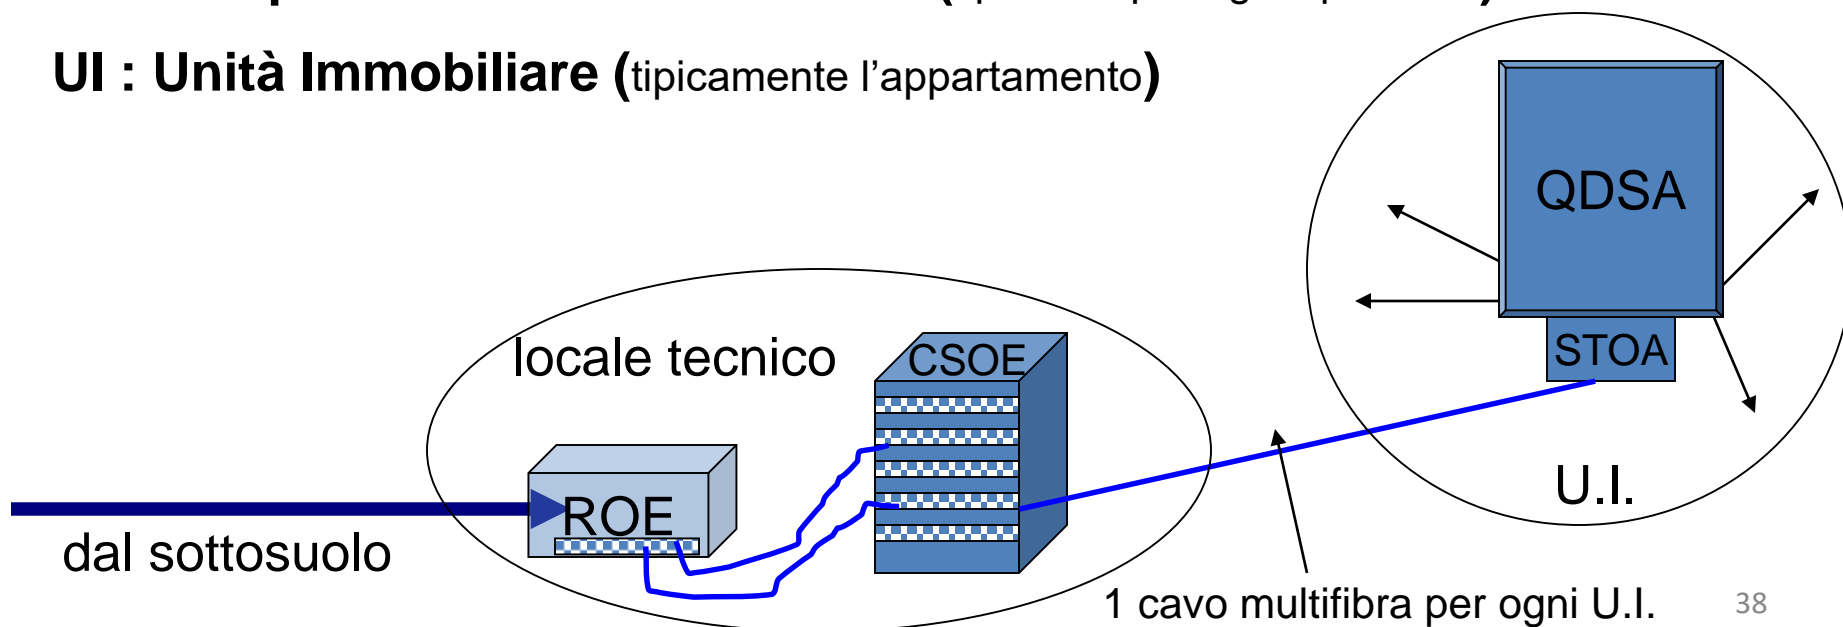 UI : Unità Immobiliare (tipicamente l’appartamento)
QDSA
STOA
locale tecnico
CSOE
U.I.
ROE
dal sottosuolo
1 cavo multifibra per ogni U.I.
38